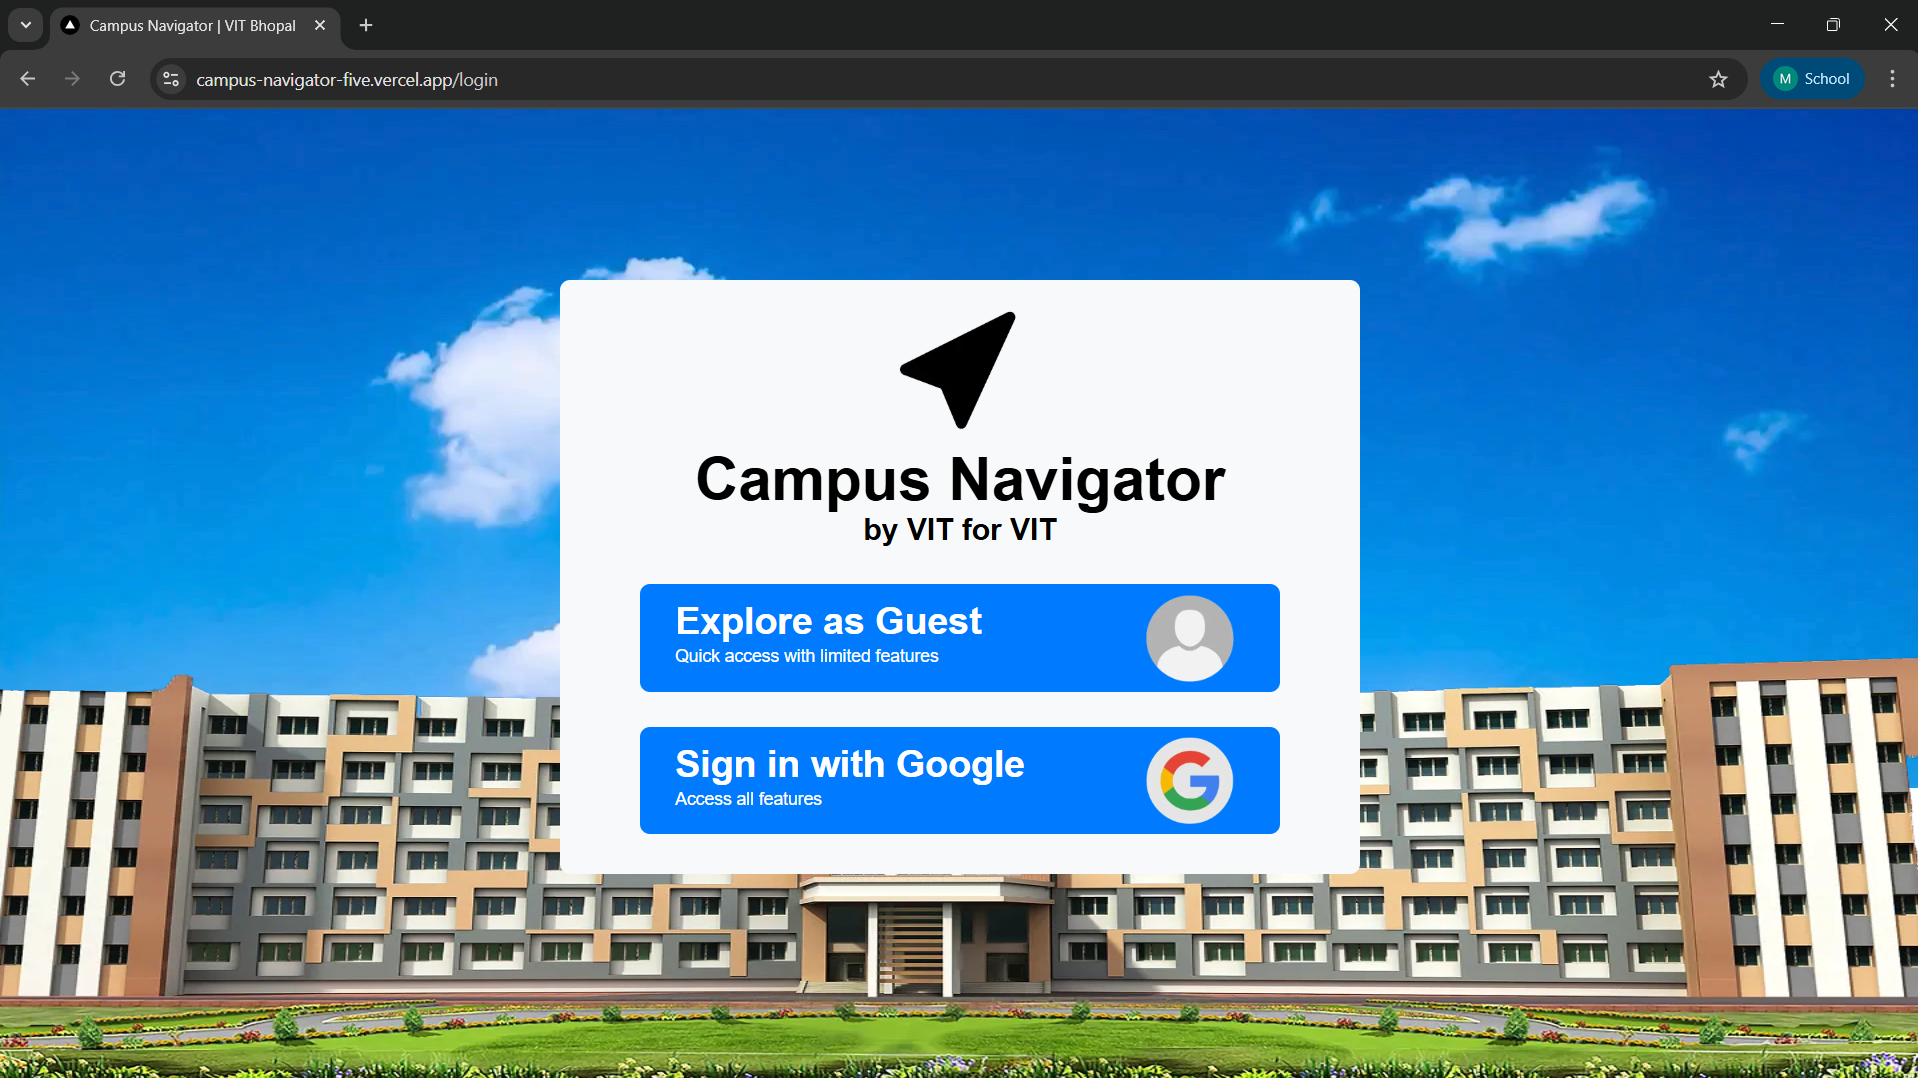 Campus Navigator | VIT Bhopal
campus-navigator-five.vercel.app/login
M School
Campus Navigator
by VIT for VIT
Explore as Guest
Quick access with limited features
Sign in with Google
Access all features